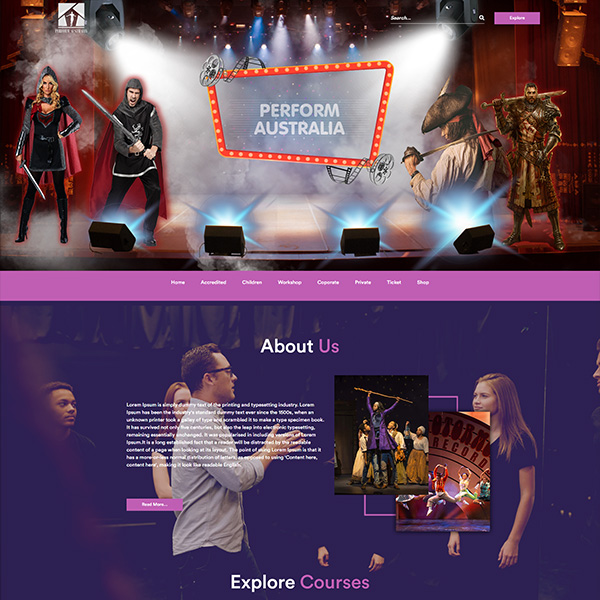 Search...
Explore
PERFORM
AUSTRALIA
Home Accredited Children Workshop Coporate Private Ticket Shop
About Us
Lorem Ipsum is simply dummy text of the printing and typesetting industry. Lorem
Ipsum has been the industry's standard dummy text ever since the 1500s, when an
unknown printer took a galley of type and scrambled it to make a type specimen book.
It has survived not only five centuries, but also the leap into electronic typesetting,
remaining essentially unchanged. It was popularised in including versions of Lorem Ipsum.
It is a long established fact that a reader will be distracted by the readable
content of a page when looking at its layout. The point of using Lorem Ipsum is that it
has a more-or-less normal distribution of letters, as opposed to using 'Content here,
content here', making it look like readable English.
Read More...
RECORDS
Explore Courses